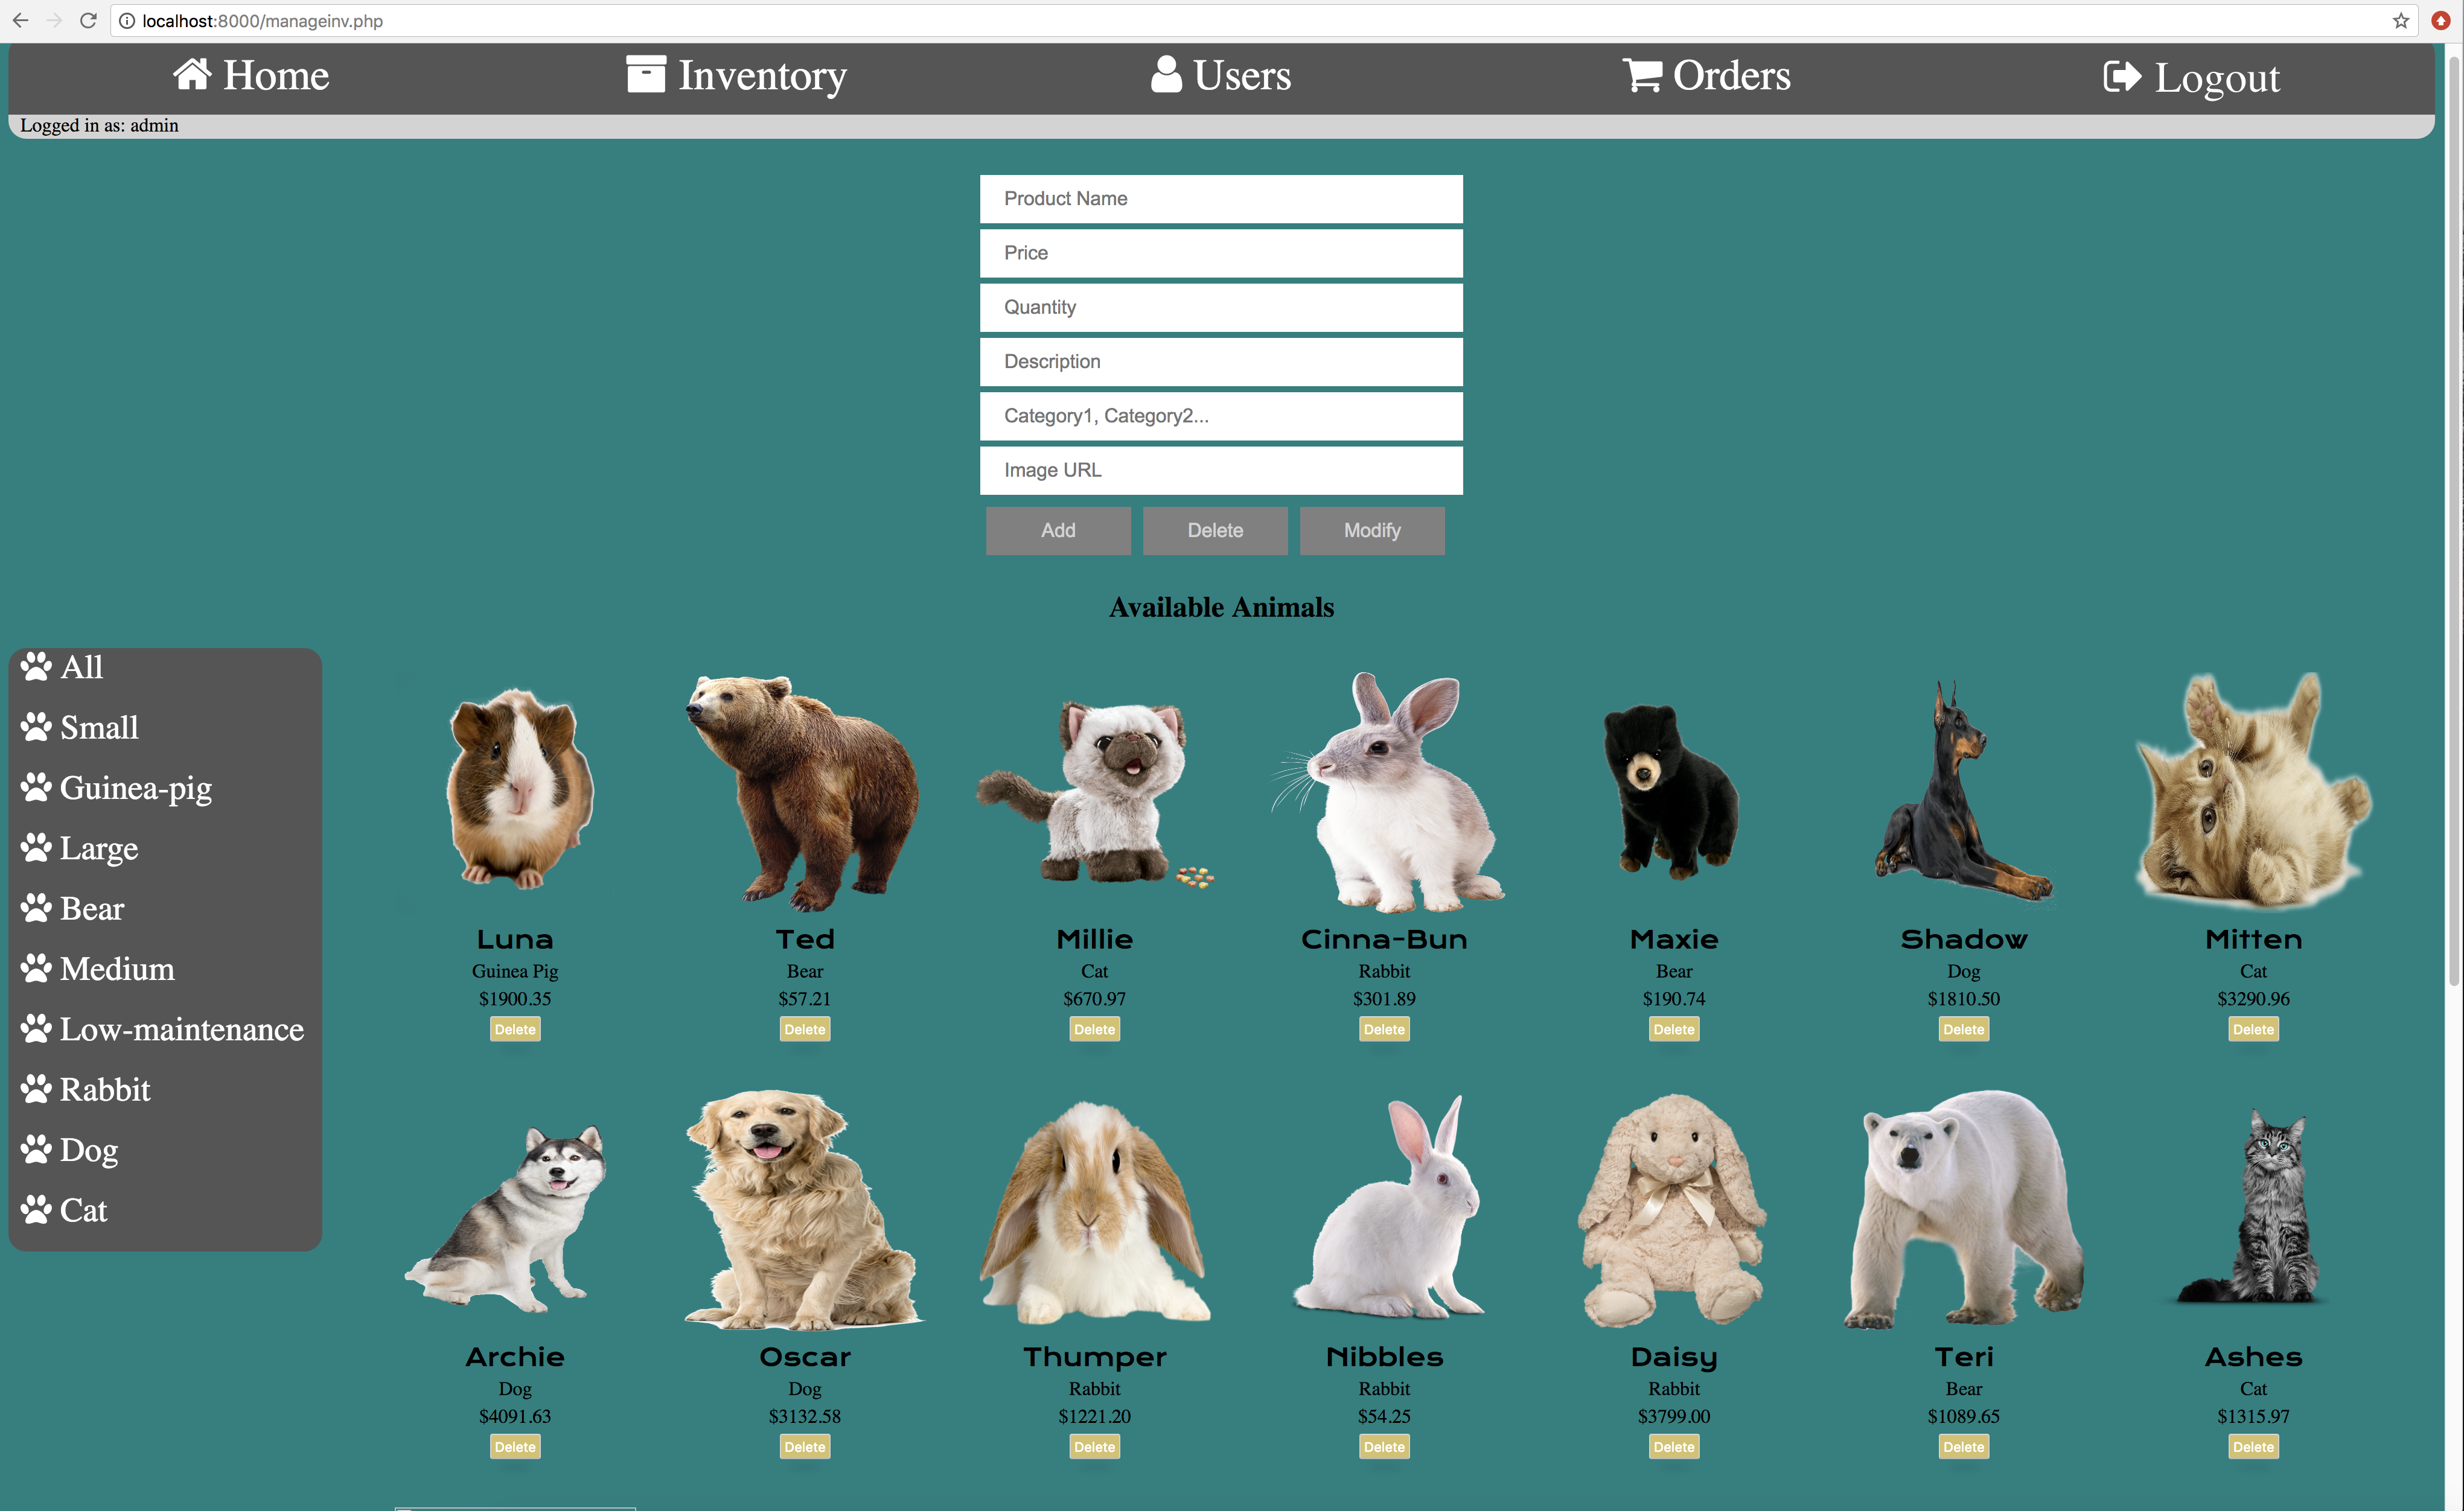 localhost:8000/manageinv.php
Home Inventory Users Orders Logout
Logged in as: admin
Product Name
Price
Quantity
Description
Category1, Category2...
Image URL
Add Delete Modify
Available Animals
All
Small
Guinea-pig
Large
Bear
Medium
Low-maintenance
Rabbit
Dog
Cat
Luna Ted Millie Cinna-Bun Maxie Shadow Mitten
Guinea Pig Bear Cat Rabbit Bear Dog Cat
$1900.35 $57.21 $670.97 $301.89 $190.74 $1810.50 $3290.96
Delete Delete Delete Delete Delete Delete Delete
Archie Oscar Thumper Nibbles Daisy Teri Ashes
Dog Dog Rabbit Rabbit Rabbit Bear Cat
$4091.63 $3132.58 $1221.20 $54.25 $3799.00 $1089.65 $1315.97
Delete Delete Delete Delete Delete Delete Delete